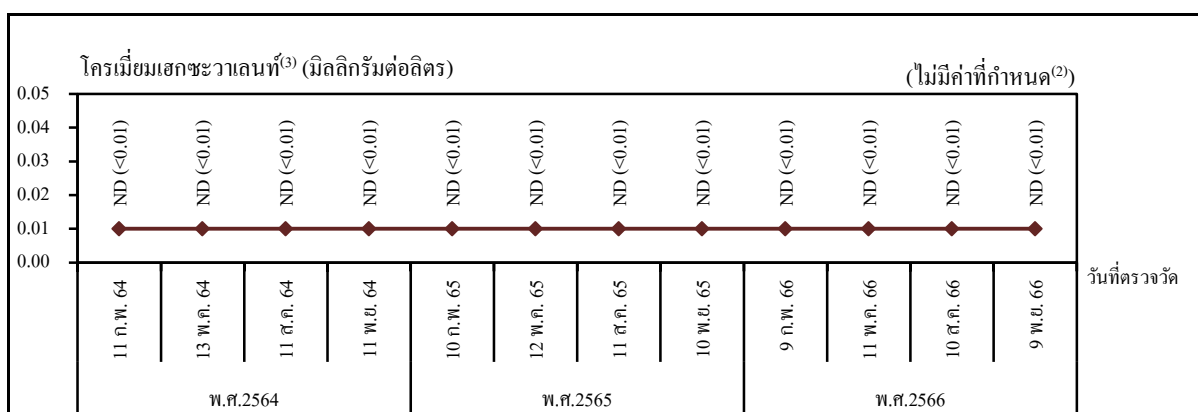 โครเมี่ยมเฮกซะวาเลนท์(3) (มิลลิกรัมต่อลิตร)
(ไม่มีค่าที่กำหนด(2))
0.05
0.04
0.03
0.02
0.01
0.00
ND (<0.01)
ND (<0.01)
ND (<0.01)
ND (<0.01)
ND (<0.01)
ND (<0.01)
ND (<0.01)
ND (<0.01)
ND (<0.01)
ND (<0.01)
ND (<0.01)
ND (<0.01)
วันที่ตรวจวัด
11 ก.พ. 64
13 พ.ค. 64
11 ส.ค. 64
11 พ.ย. 64
10 ก.พ. 65
12 พ.ค. 65
11 ส.ค. 65
10 พ.ย. 65
9 ก.พ. 66
11 พ.ค. 66
10 ส.ค. 66
9 พ.ย. 66
พ.ศ.2564
พ.ศ.2565
พ.ศ.2566